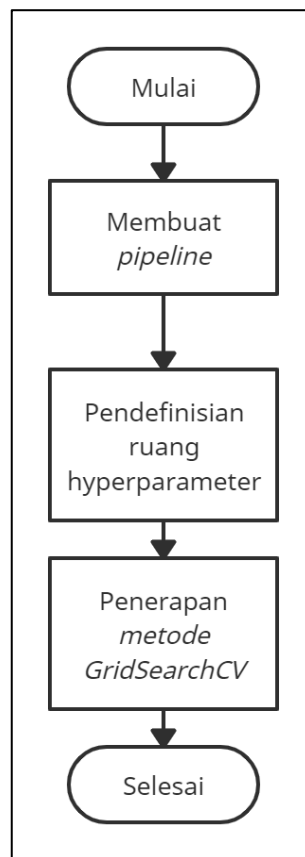 Mulai
Membuat
pipeline
Pendefinisian
ruang
hyperparameter
Penerapan
metode
GridSearchCV
Selesai